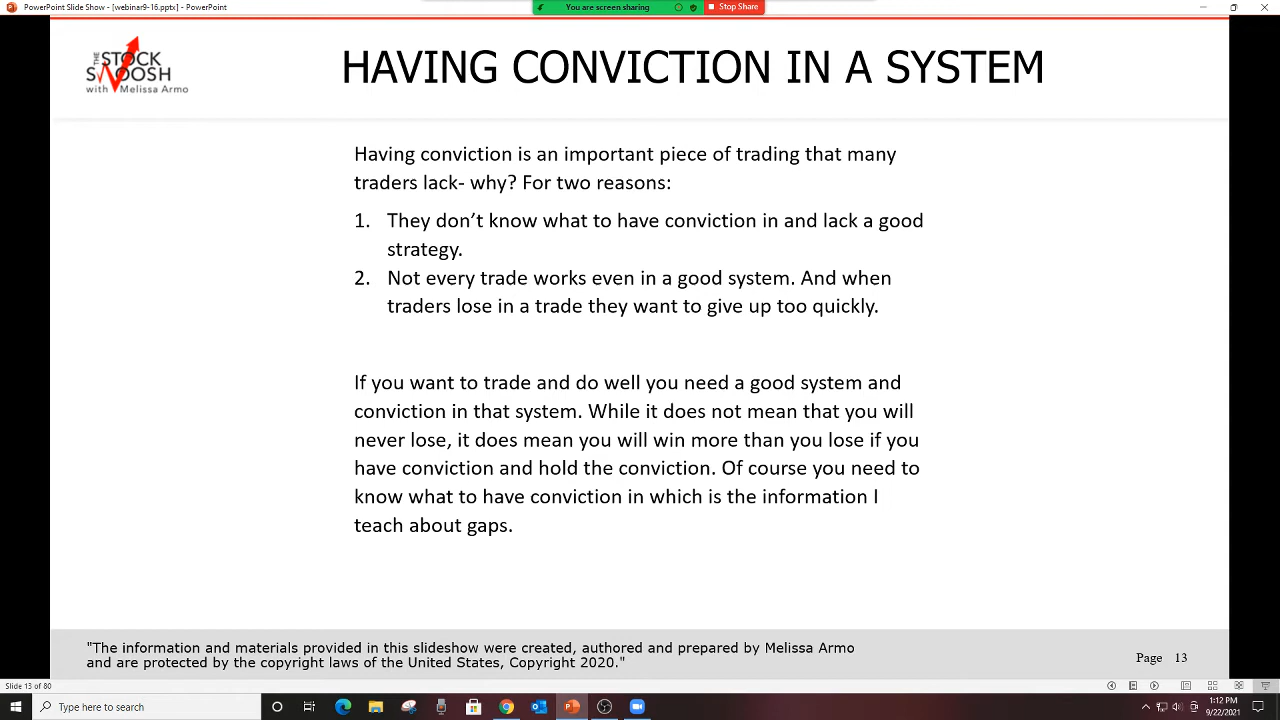 PowerPoint Slide Show - [webinar9-16.pptx] - PowerPoint
You are screen sharing
Stop Share
THE
STOCK
SWOOSH
with Melissa Armo
HAVING CONVICTION IN A SYSTEM
Having conviction is an important piece of trading that many
traders lack- why? For two reasons:
1. They don’t know what to have conviction in and lack a good
strategy.
2. Not every trade works even in a good system. And when
traders lose in a trade they want to give up too quickly.
If you want to trade and do well you need a good system and
conviction in that system. While it does not mean that you will
never lose, it does mean you will win more than you lose if you
have conviction and hold the conviction. Of course you need to
know what to have conviction in which is the information I
teach about gaps.
"The information and materials provided in this slideshow were created, authored and prepared by Melissa Armo
and are protected by the copyright laws of the United States, Copyright 2020."
Page 13
Slide 13 of 80
Type here to search
1:12 PM
9/22/2021